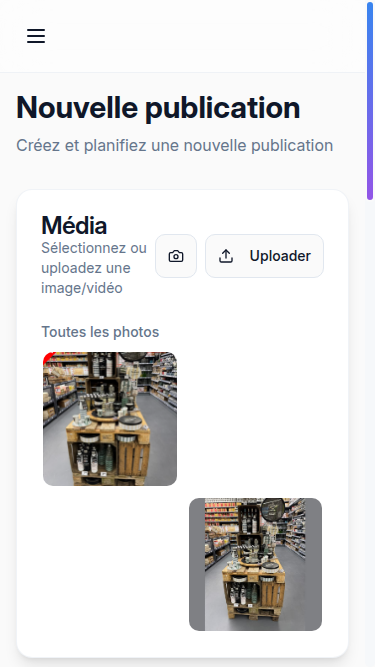 Nouvelle publication
Créez et planifiez une nouvelle publication
Média
Sélectionnez ou
uploadez une
image/vidéo
Uploader
Toutes les photos